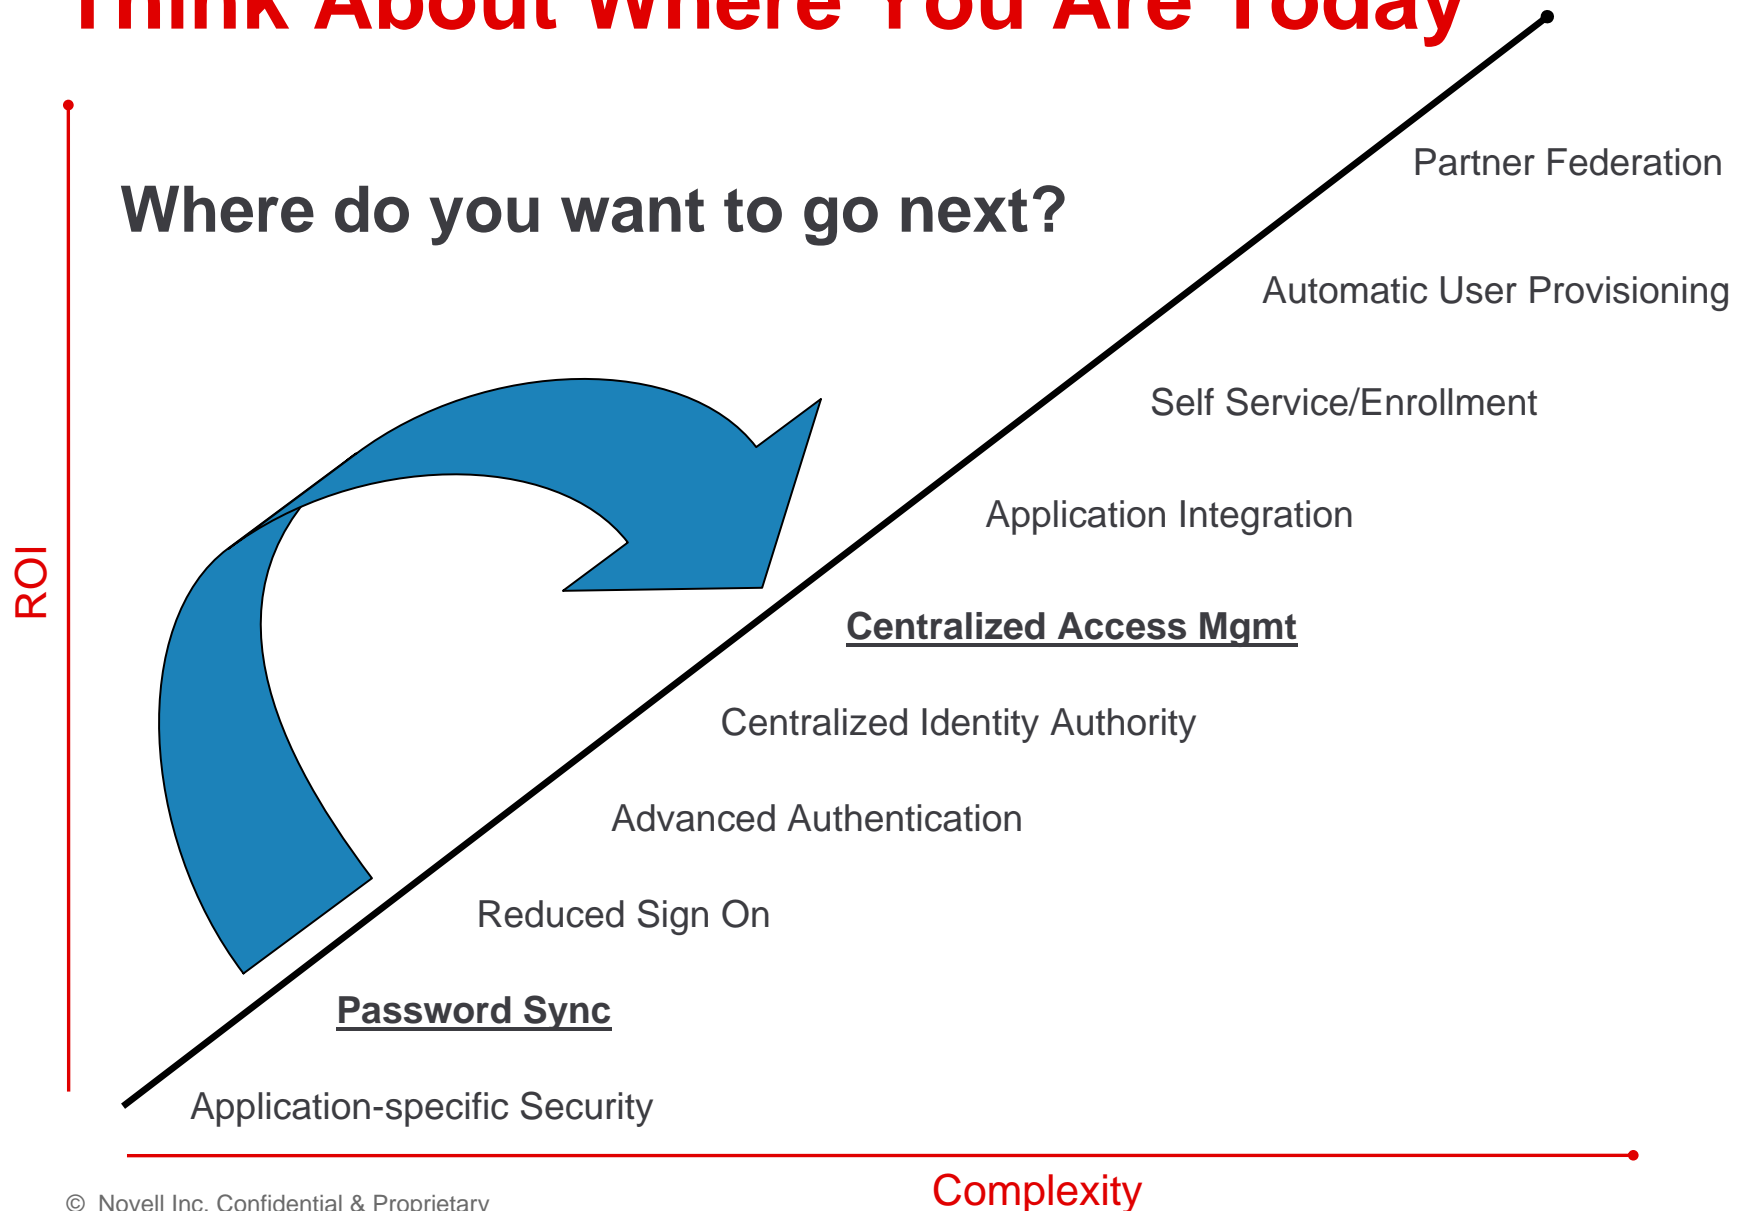 Think About Where You Are Today
Where do you want to go next?
Partner Federation
Automatic User Provisioning
Self Service/Enrollment
Application Integration
Centralized Access Mgmt
Centralized Identity Authority
Advanced Authentication
Reduced Sign On
Password Sync
Application-specific Security
ROI
Complexity
© Novell Inc. Confidential & Proprietary